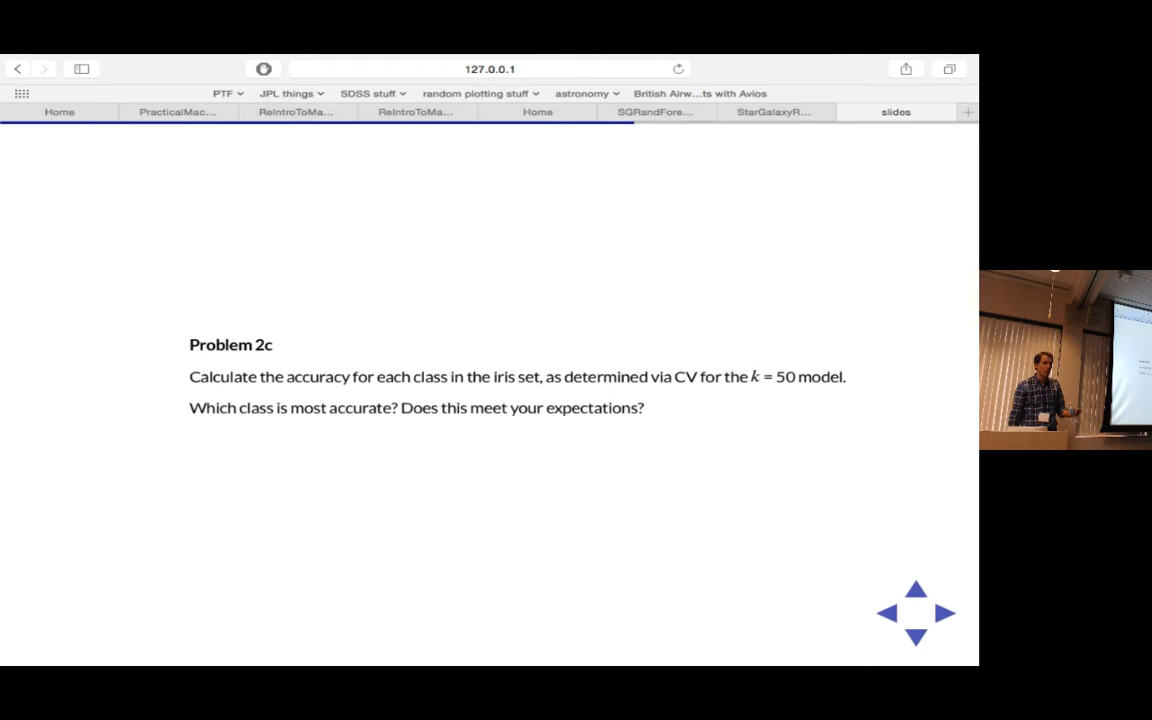 127.0.0.1
PTF JPL things SDSS stuff random plotting stuff astronomy British Airw...ts with Avios
Home PracticalMac... ReIntroToMa... ReIntroToMa... Home SGRandFore... StarGalaxyR... slides
Problem 2c
Calculate the accuracy for each class in the iris set, as determined via CV for the k = 50 model.
Which class is most accurate? Does this meet your expectations?